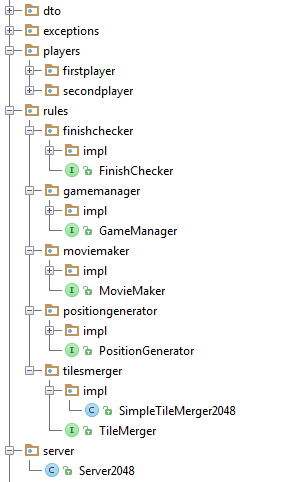 dto
exceptions
players
firstplayer
secondplayer
rules
finishchecker
impl
I FinishChecker
gamemanager
impl
I GameManager
moviemaker
impl
I MovieMaker
positiongenerator
impl
I PositionGenerator
tilesmerger
impl
C SimpleTileMerger2048
I TileMerger
server
C Server2048